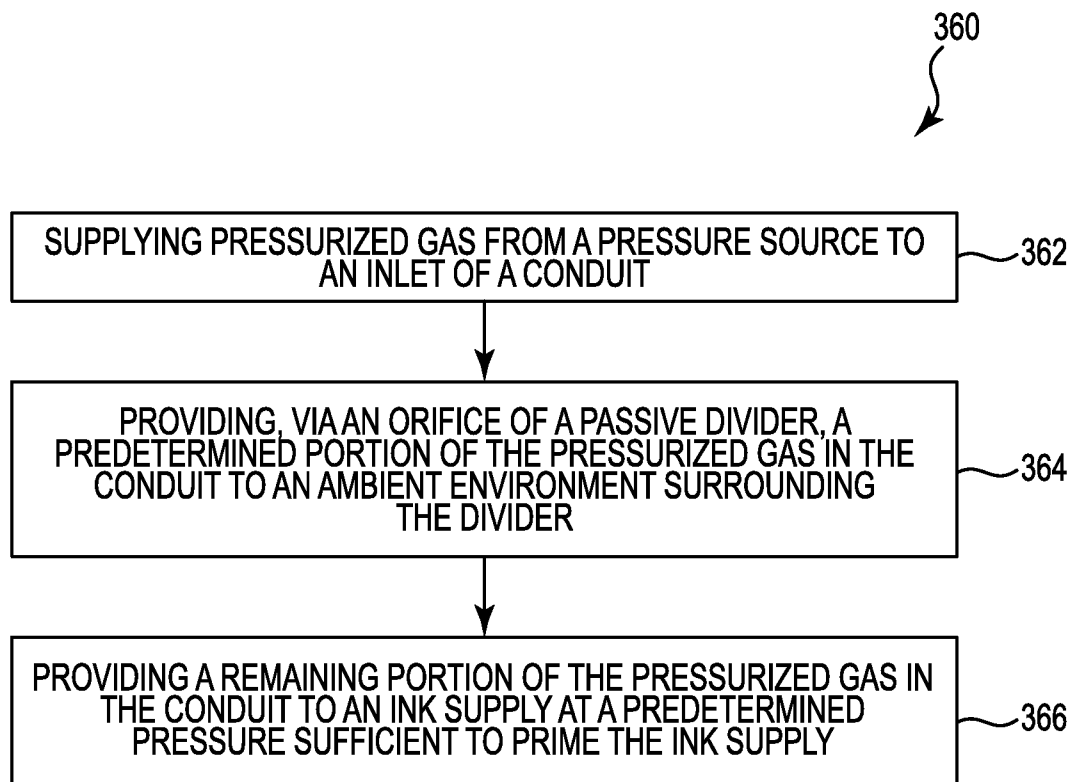 360
SUPPLYING PRESSURIZED GAS FROM A PRESSURE SOURCE TO
AN INLET OF A CONDUIT
362
PROVIDING, VIA AN ORIFICE OF A PASSIVE DIVIDER, A
PREDETERMINED PORTION OF THE PRESSURIZED GAS IN THE
CONDUIT TO AN AMBIENT ENVIRONMENT SURROUNDING
THE DIVIDER
364
PROVIDING A REMAINING PORTION OF THE PRESSURIZED GAS IN
THE CONDUIT TO AN INK SUPPLY AT A PREDETERMINED
PRESSURE SUFFICIENT TO PRIME THE INK SUPPLY
366